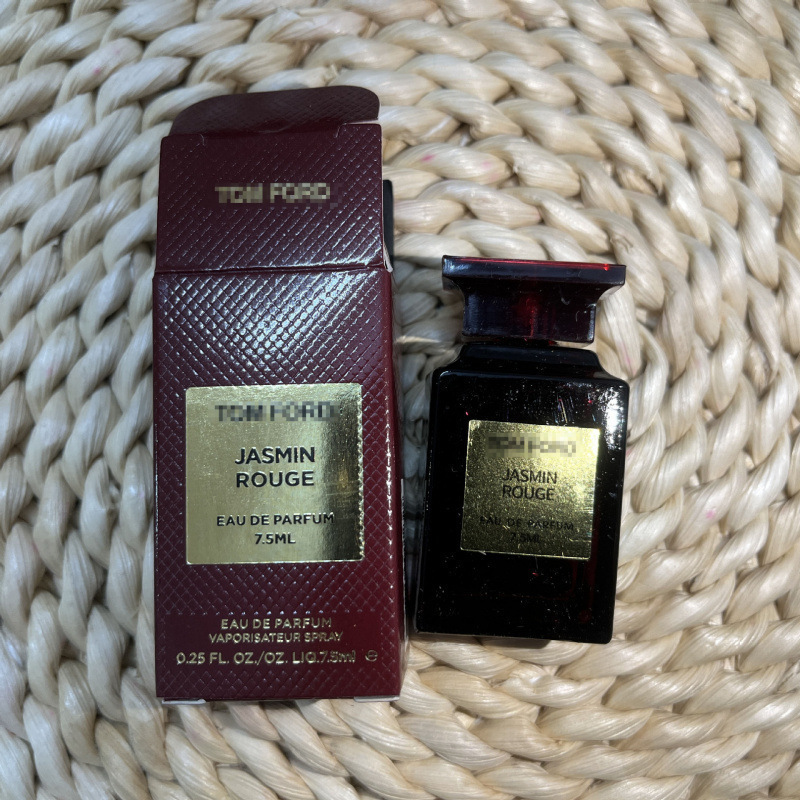 TOM FORD
TOM FORD
JASMIN
ROUGE
EAU DE PARFUM
7.5ML
EAU DE PARFUM
VAPORISATEUR SPRAY
0.25 FL. OZ./OZ. LIQ.7.5ml e
TOM FORD
JASMIN
ROUGE
EAU DE PARFUM
7.5ML